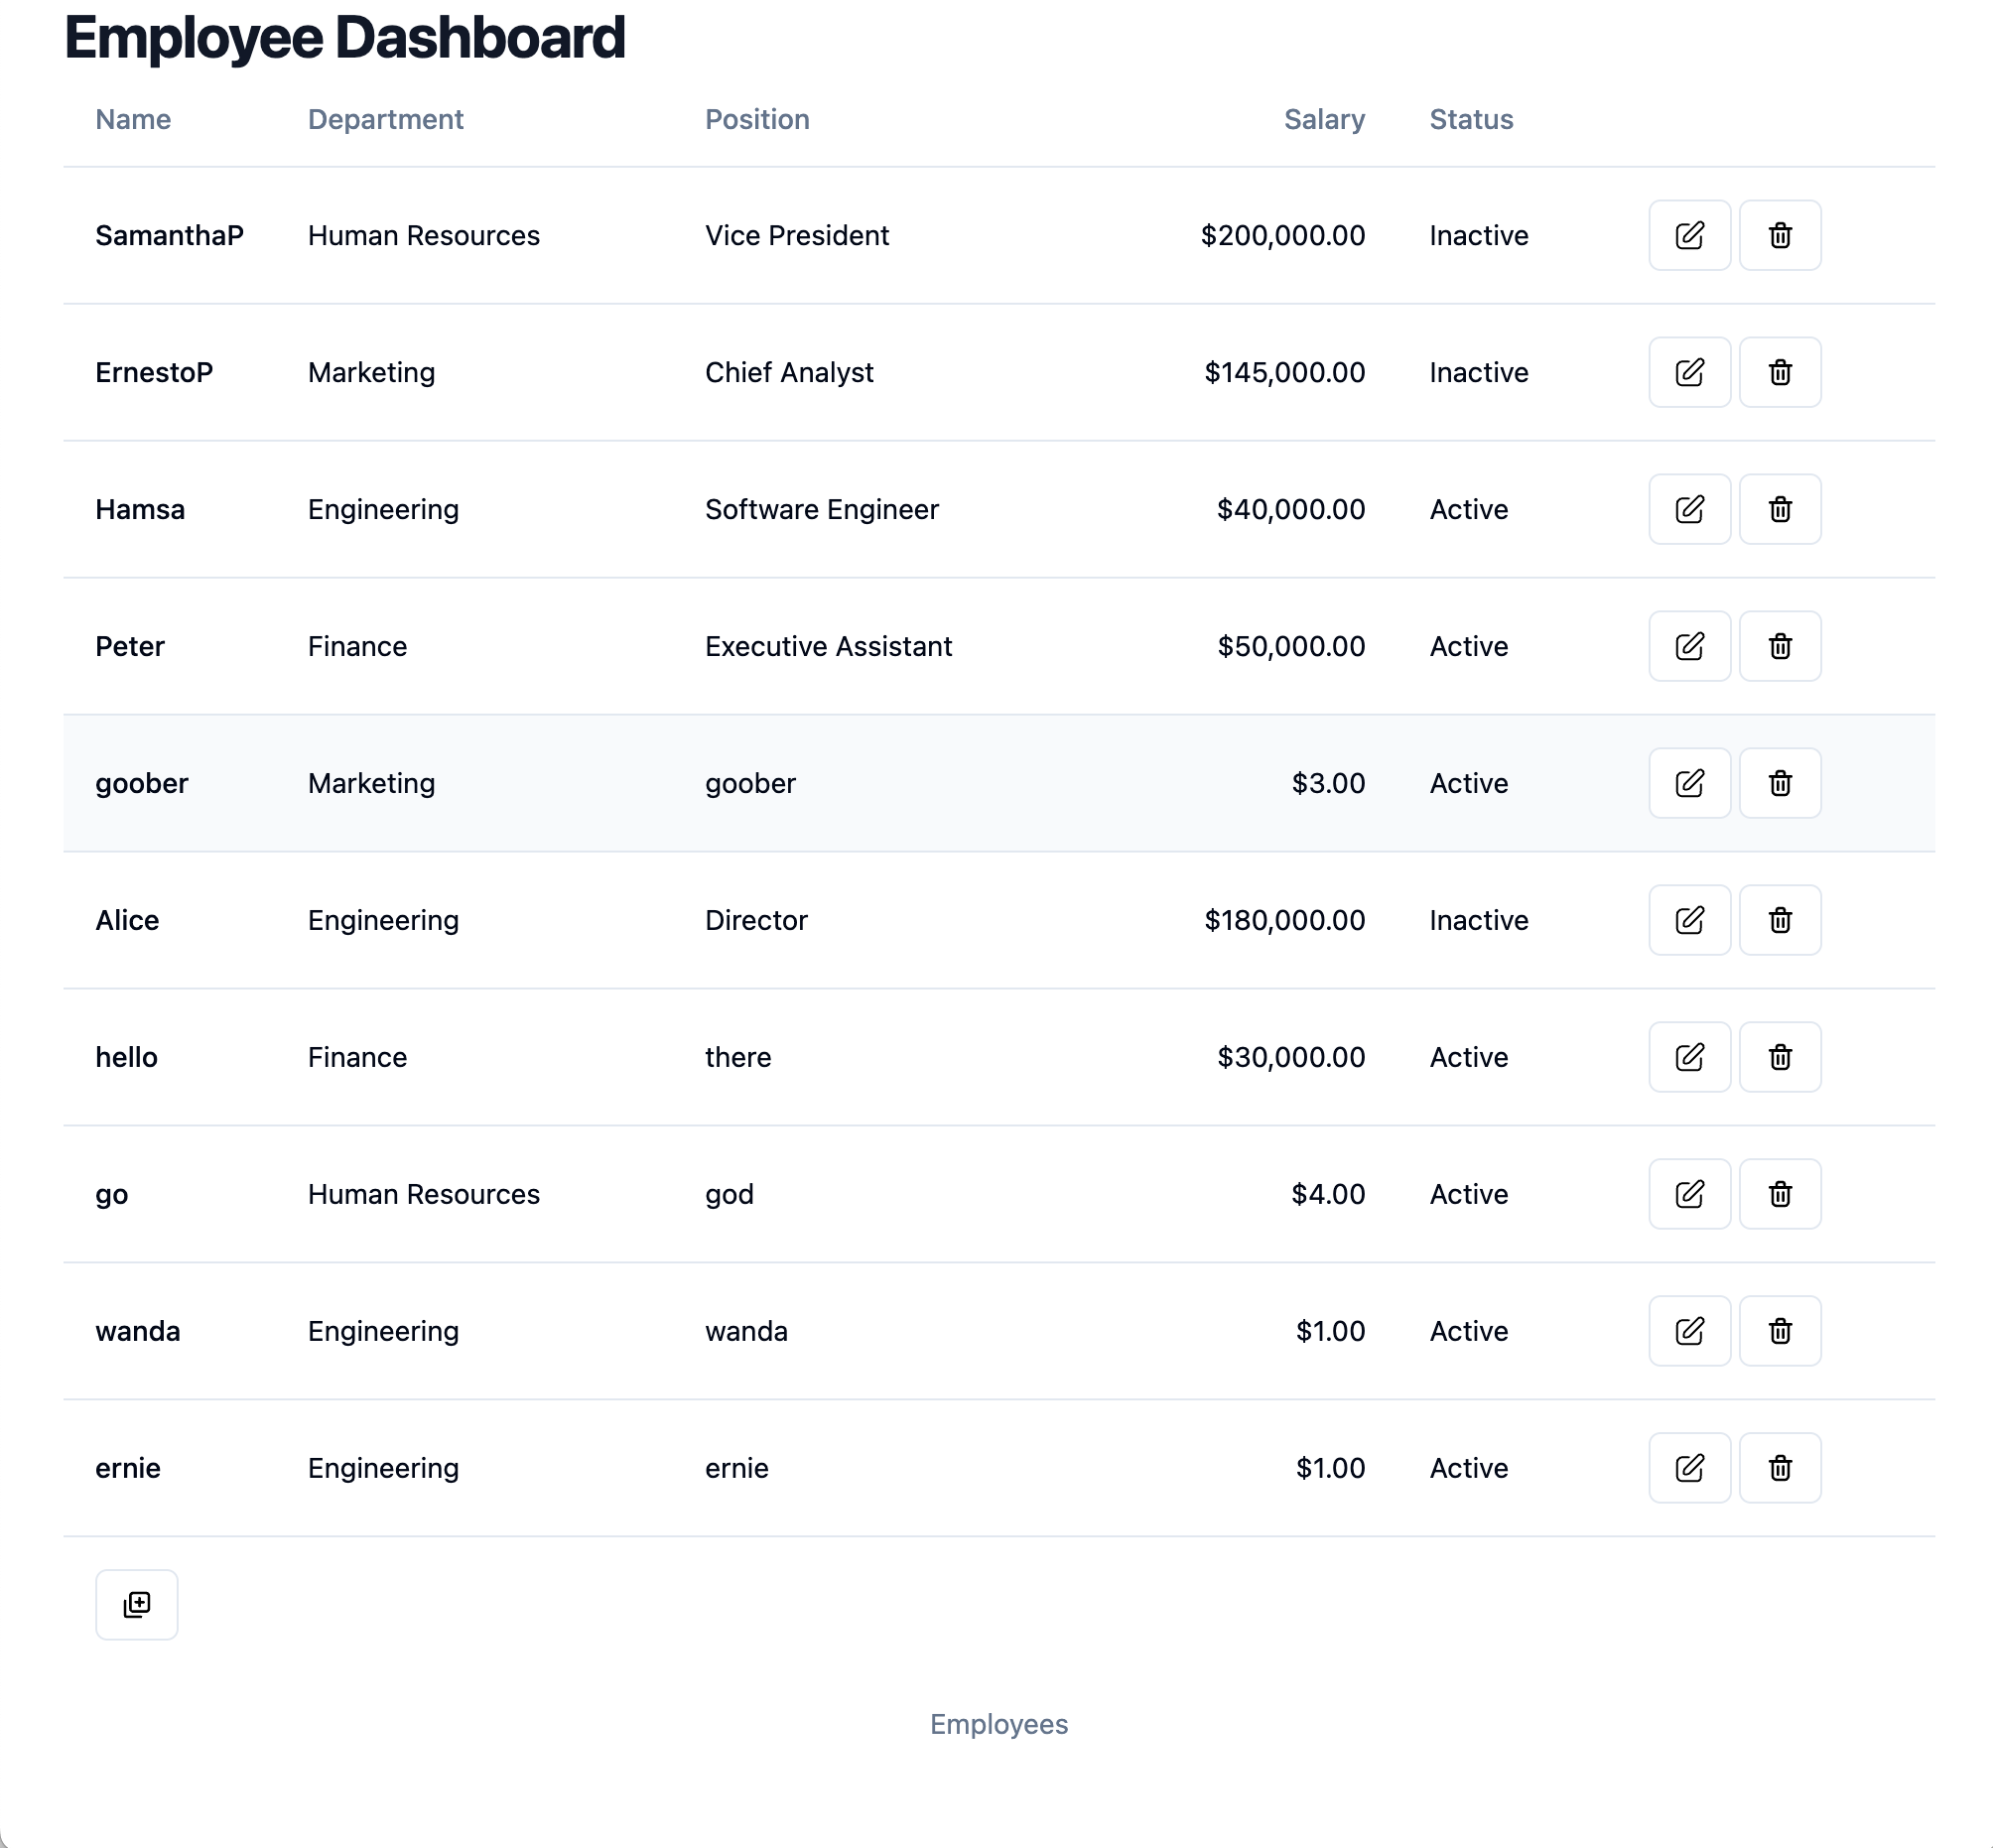 Employee Dashboard
Name Department Position Salary Status
SamanthaP Human Resources Vice President $200,000.00 Inactive
ErnestoP Marketing Chief Analyst $145,000.00 Inactive
Hamsa Engineering Software Engineer $40,000.00 Active
Peter Finance Executive Assistant $50,000.00 Active
goober Marketing goober $3.00 Active
Alice Engineering Director $180,000.00 Inactive
hello Finance there $30,000.00 Active
go Human Resources god $4.00 Active
wanda Engineering wanda $1.00 Active
ernie Engineering ernie $1.00 Active
Employees